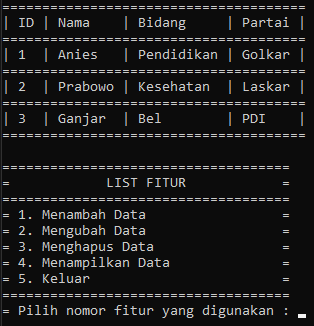 ======================================
| ID | Nama    | Bidang     | Partai |
======================================
| 1  | Anies   | Pendidikan | Golkar |
======================================
| 2  | Prabowo | Kesehatan  | Laskar |
======================================
| 3  | Ganjar  | Bel        | PDI    |
======================================
====================================
=            LIST FITUR            =
====================================
= 1. Menambah Data                 =
= 2. Mengubah Data                 =
= 3. Menghapus Data                =
= 4. Menampilkan Data              =
= 5. Keluar                        =
====================================
= Pilih nomor fitur yang digunakan : _